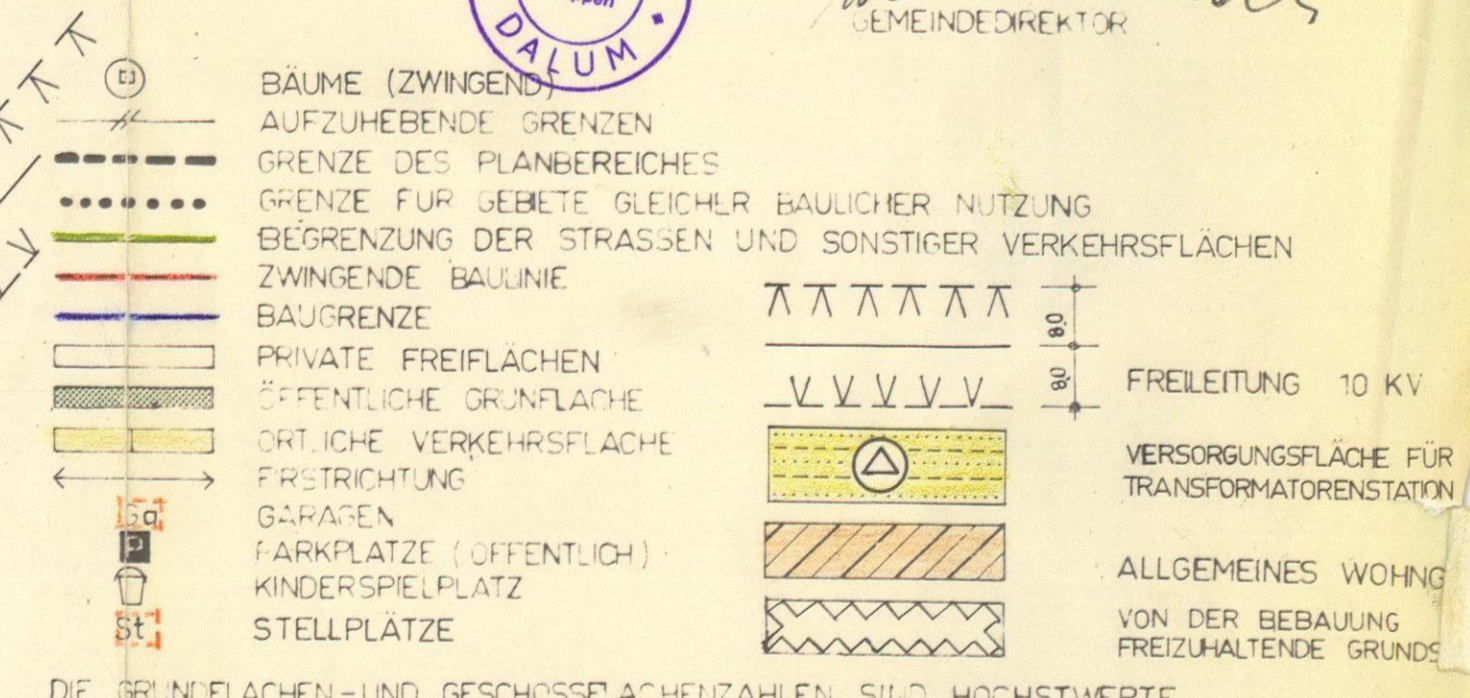 DALUM
GEMEINDEDIREKTOR
BÄUME (ZWINGEND)
AUFZUHEBENDE GRENZEN
GRENZE DES PLANBEREICHES
GRENZE FUR GEBIETE GLEICHER BAULICHER NUTZUNG
BEGRENZUNG DER STRASSEN UND SONSTIGER VERKEHRSFLÄCHEN
ZWINGENDE BAULINIE
BAUGRENZE
PRIVATE FREIFLÄCHEN
ÖFFENTLICHE GRUNFLACHE
ORTLICHE VERKEHRSFLACHE
FIRSTRICHTUNG
Ga GARAGEN
P PARKPLATZE (OFFENTLICH)
KINDERSPIELPLATZ
St STELLPLÄTZE
8,0
8,0
FREILEITUNG 10 KV
VERSORGUNGSFLÄCHE FÜR
TRANSFORMATORENSTATION
ALLGEMEINES WOHNG
VON DER BEBAUUNG
FREIZUHALTENDE GRUNDS
DIE GRUNDFLACHEN-UND GESCHOSSFLACHENZAHLEN SIND HOCHSTWERTE